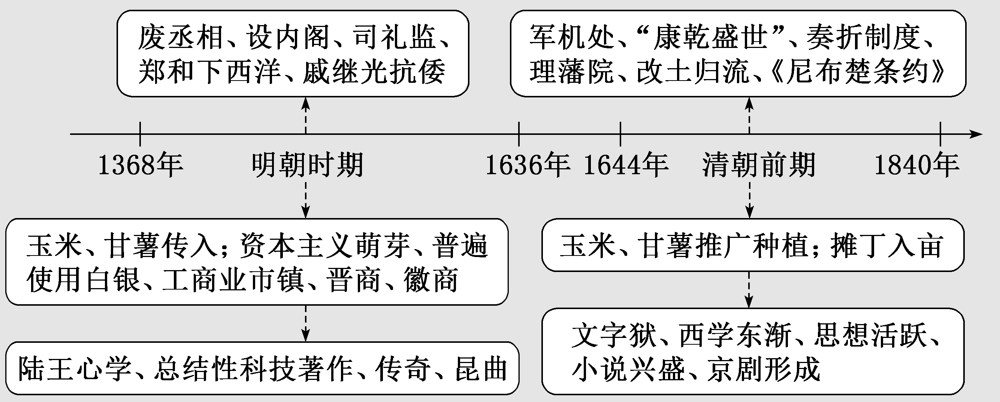 废丞相、设内阁、司礼监、
郑和下西洋、戚继光抗倭
军机处、“康乾盛世”、奏折制度、
理藩院、改土归流、《尼布楚条约》
1368年
明朝时期
1636年
1644年
清朝前期
1840年
玉米、甘薯传入；资本主义萌芽、普遍
使用白银、工商业市镇、晋商、徽商
玉米、甘薯推广种植；摊丁入亩
陆王心学、总结性科技著作、传奇、昆曲
文字狱、西学东渐、思想活跃、
小说兴盛、京剧形成